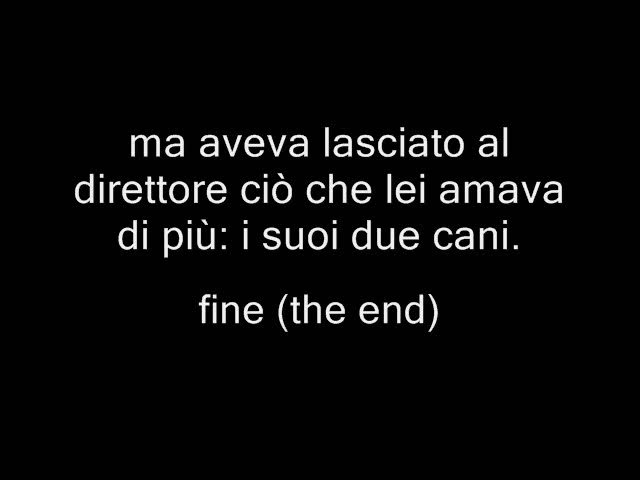 ma aveva lasciato al
direttore ciò che lei amava
di più: i suoi due cani.
fine (the end)